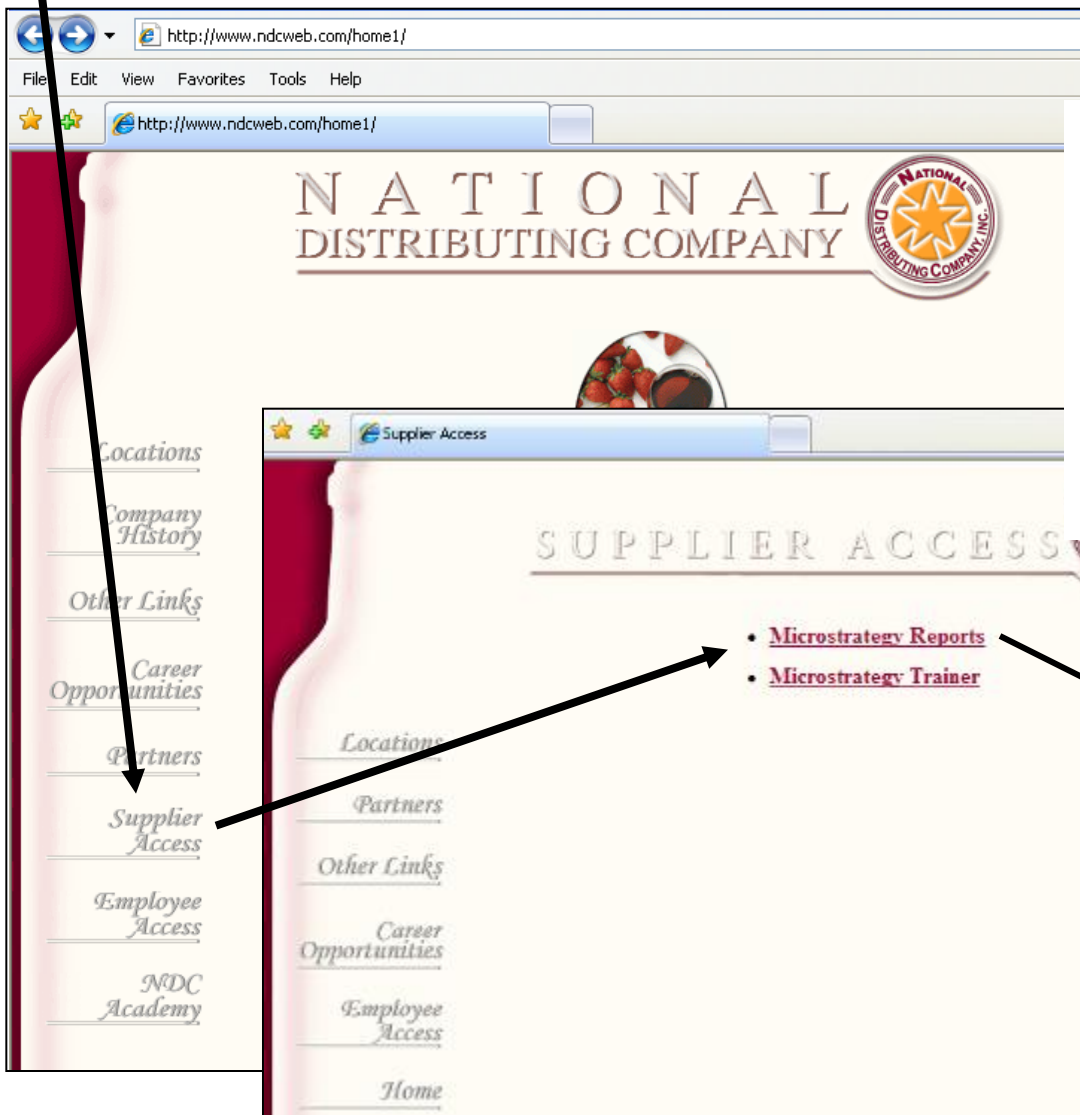 http://www.ndcweb.com/home1/
File Edit View Favorites Tools Help
http://www.ndcweb.com/home1/
NATIONAL
DISTRIBUTING COMPANY
NATIONAL
DISTRIBUTING COMPANY, INC.
Locations
Company
History
Other Links
Career
Opportunities
Partners
Supplier
Access
Employee
Access
NDC
Academy
Supplier Access
SUPPLIER ACCESS
• Microstrategy Reports
• Microstrategy Trainer
Locations
Partners
Other Links
Career
Opportunities
Employee
Access
Home